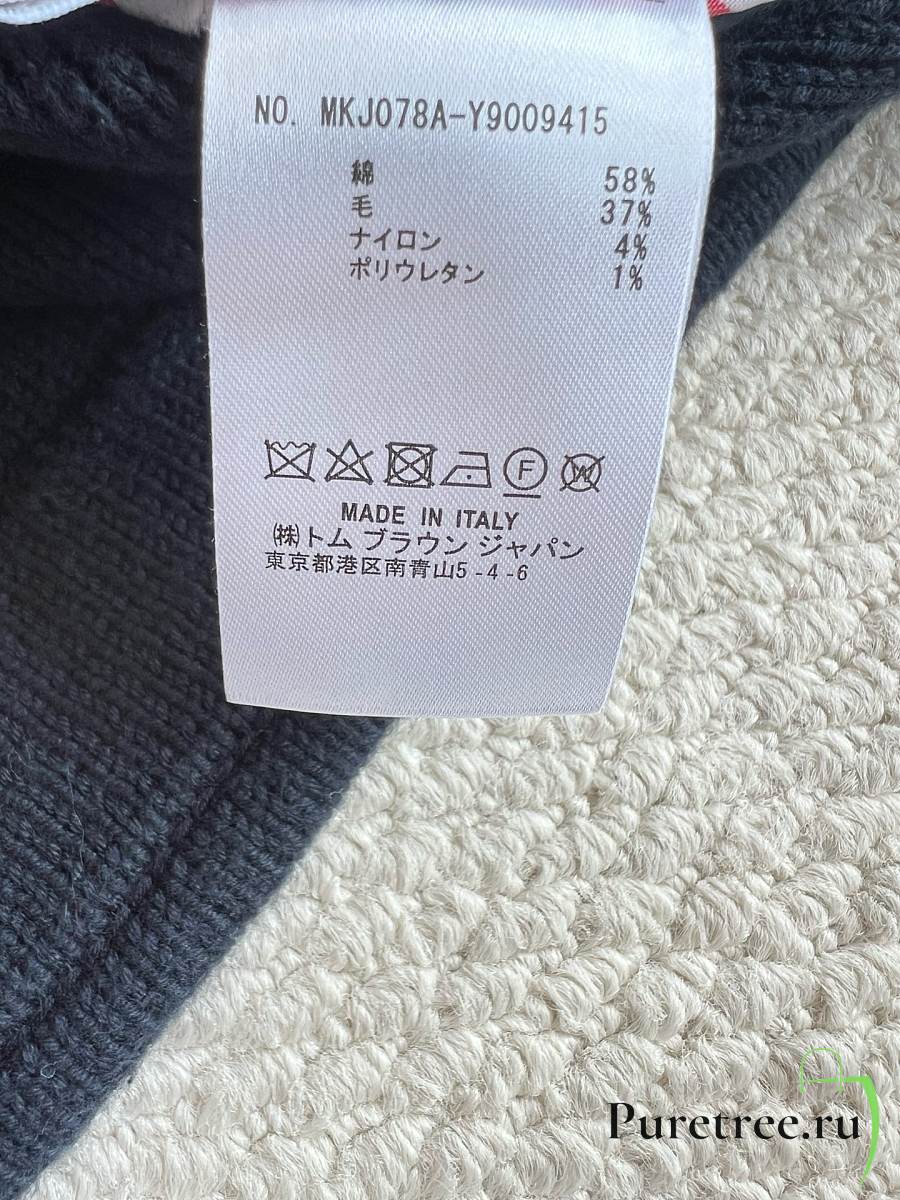 NO. MKJ078A-Y9009415
綿 58%
毛 37%
ナイロン 4%
ポリウレタン 1%
F W
MADE IN ITALY
㈱トム ブラウン ジャパン
東京都港区南青山5-4-6
Puretree.ru